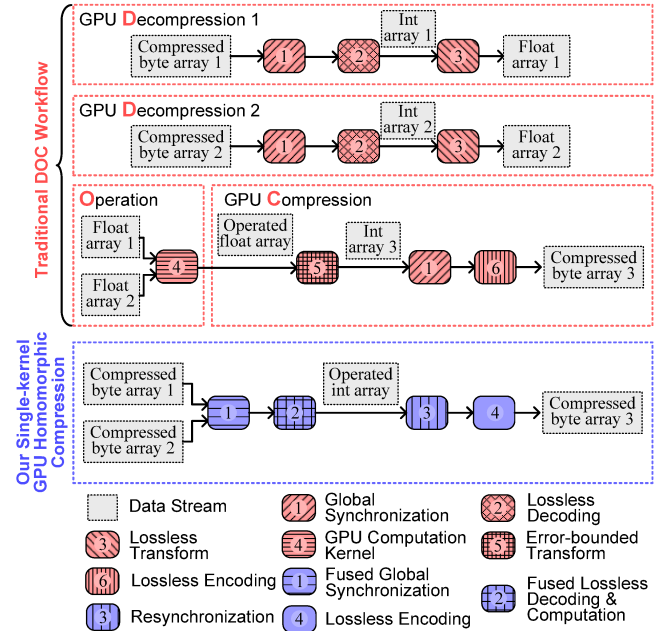 Traditional DOC Workflow
GPU Decompression 1
Compressed
byte array 1
1
2
Int
array 1
3
Float
array 1
GPU Decompression 2
Compressed
byte array 2
1
2
Int
array 2
3
Float
array 2
Operation
Float
array 1
Float
array 2
4
GPU Compression
Operated
float array
5
Int
array 3
1
6
Compressed
byte array 3
Our Single-kernel
GPU Homomorphic
Compression
Compressed
byte array 1
Compressed
byte array 2
1
2
Operated
int array
3
4
Compressed
byte array 3
Data Stream
1 Global
Synchronization
2 Lossless
Decoding
3 Lossless
Transform
4 GPU Computation
Kernel
5 Error-bounded
Transform
6 Lossless Encoding
1 Fused Global
Synchronization
2 Fused Lossless
Decoding &
Computation
3 Resynchronization
4 Lossless Encoding